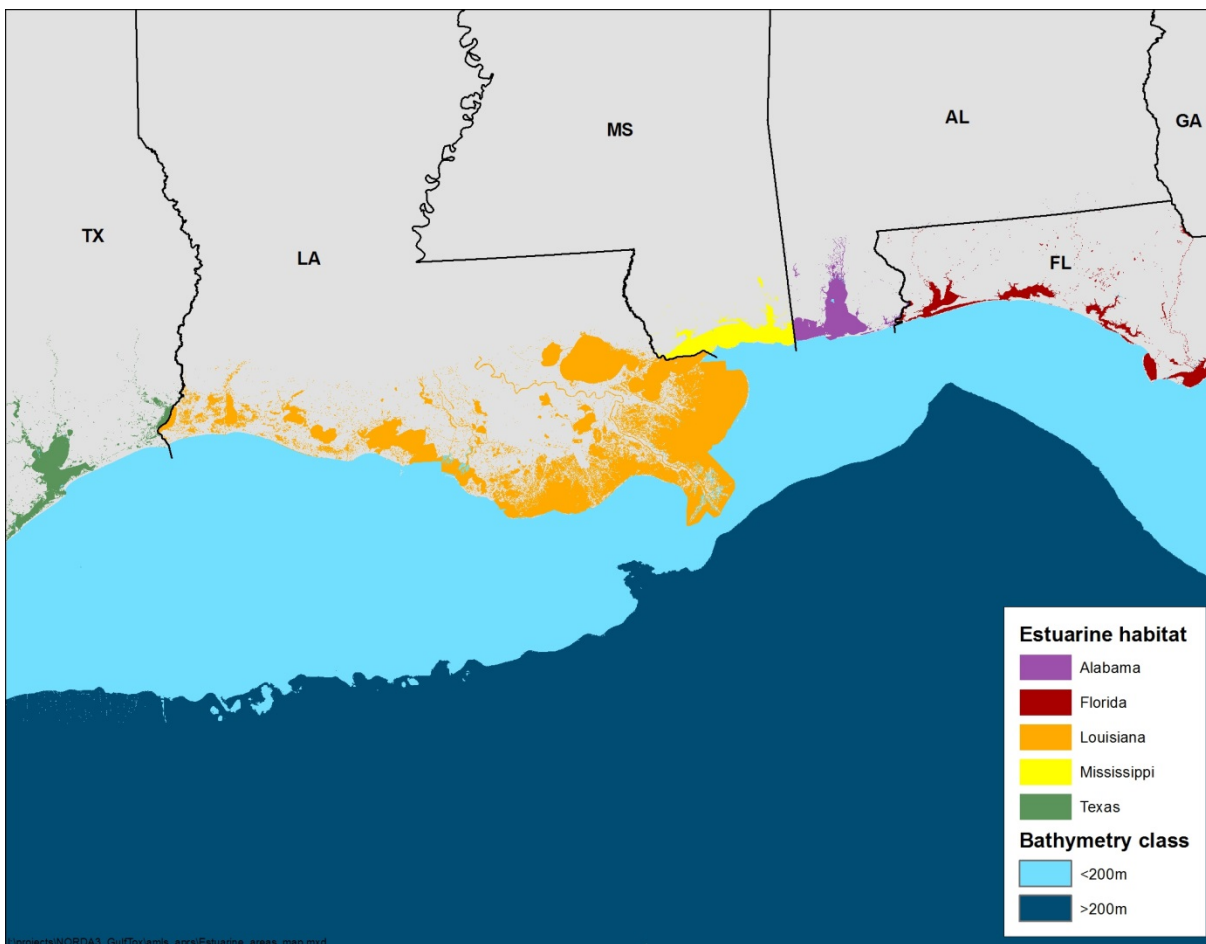 MS
AL
GA
TX
LA
FL
Estuarine habitat
Alabama
Florida
Louisiana
Mississippi
Texas
Bathymetry class
<200m
>200m